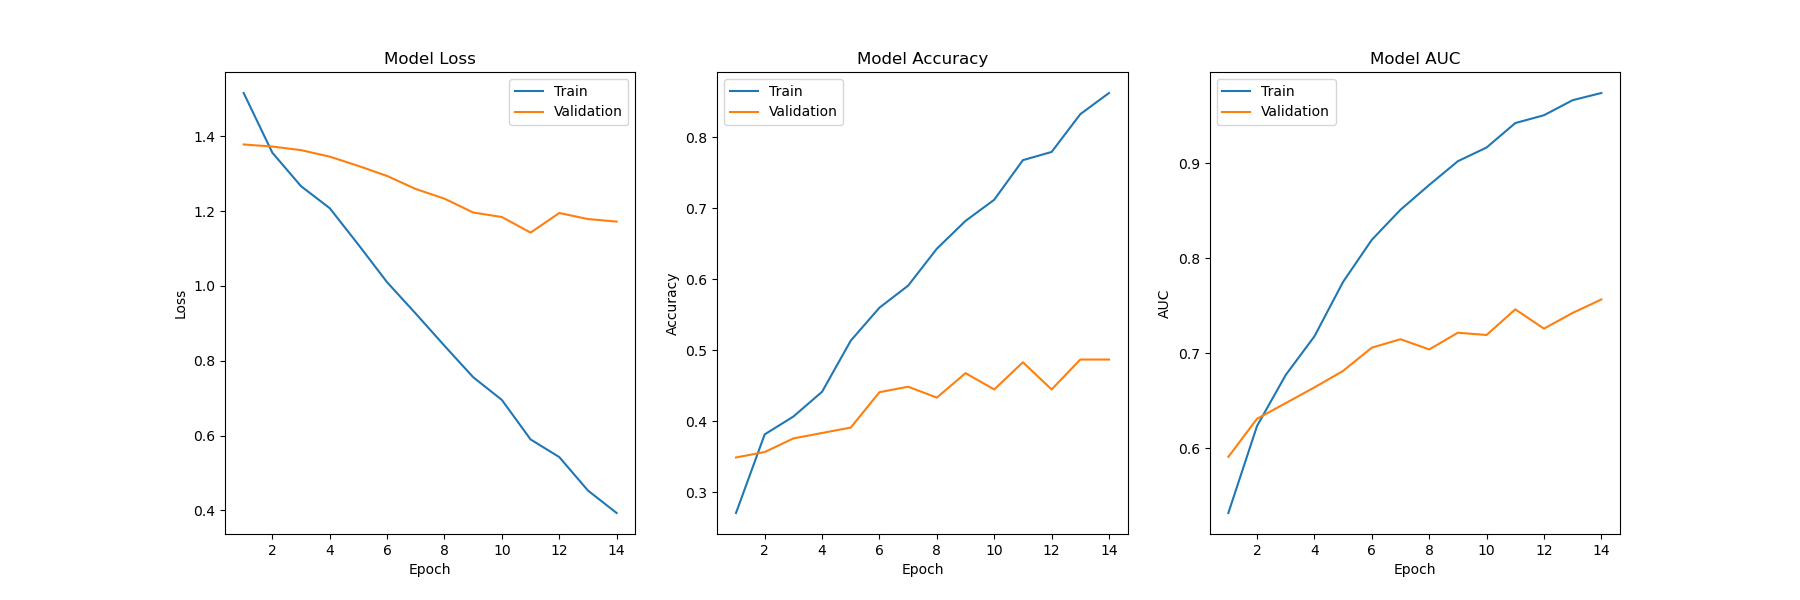 Model Loss
Train
Validation
1.4
1.2
1.0
0.8
0.6
0.4
Loss
2 4 6 8 10 12 14
Epoch
Model Accuracy
Train
Validation
0.8
0.7
0.6
0.5
0.4
0.3
Accuracy
2 4 6 8 10 12 14
Epoch
Model AUC
Train
Validation
0.9
0.8
0.7
0.6
AUC
2 4 6 8 10 12 14
Epoch